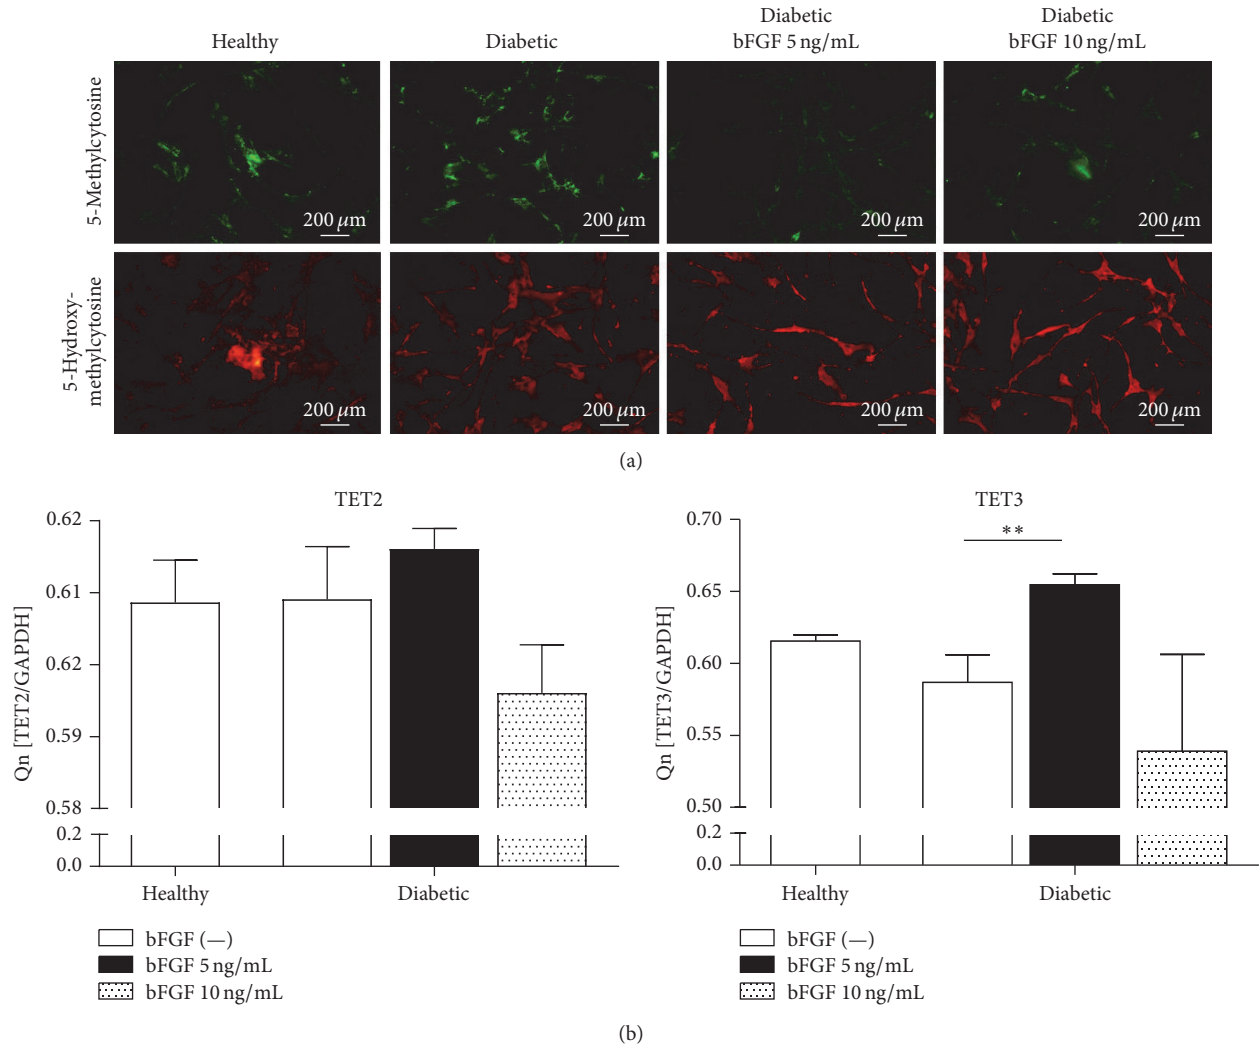 Healthy
Diabetic
Diabetic
bFGF 5 ng/mL
Diabetic
bFGF 10 ng/mL
5-Methylcytosine
200 μm
200 μm
200 μm
200 μm
5-Hydroxy-
methylcytosine
200 μm
200 μm
200 μm
200 μm
(a)
TET2
Qn [TET2/GAPDH]
0.62
0.61
0.62
0.59
0.58
0.2
0.0
Healthy
Diabetic
bFGF (—)
bFGF 5 ng/mL
bFGF 10 ng/mL
TET3
Qn [TET3/GAPDH]
0.70
0.65
0.60
0.55
0.50
0.2
0.0
**
Healthy
Diabetic
bFGF (—)
bFGF 5 ng/mL
bFGF 10 ng/mL
(b)